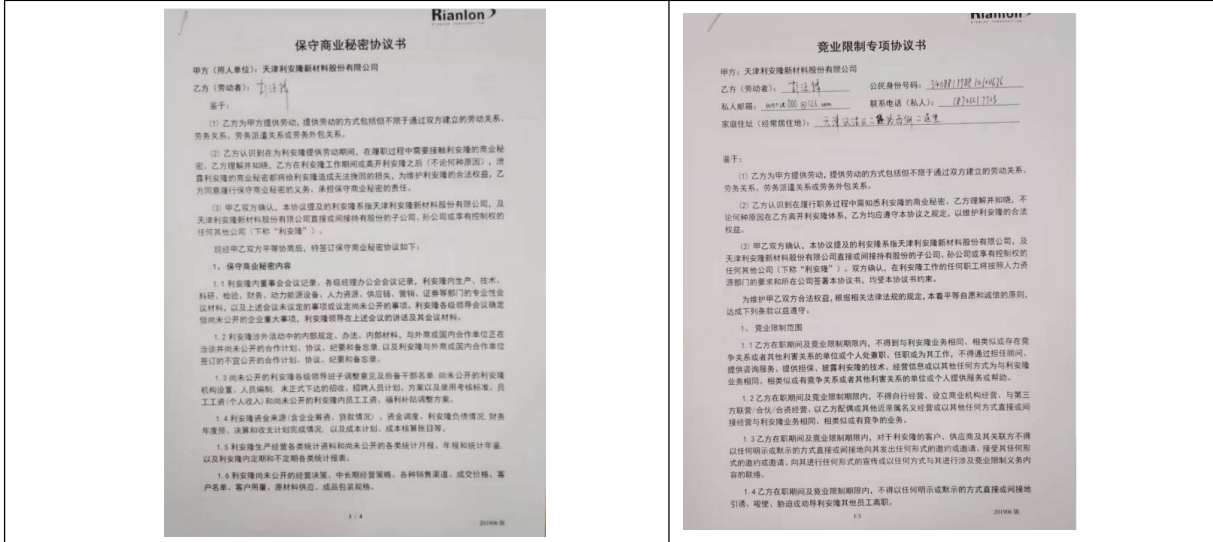 Rianlon
保守商业秘密协议书
甲方（用人单位）：天津利安隆新材料股份有限公司
乙方（劳动者）：
鉴于：
（1）乙方为甲方提供劳动，提供劳动的方式包括但不限于通过双方建立的劳动关系、
劳务关系、劳务派遣关系或劳务外包关系。
（2）乙方认识到在为利安隆提供劳动期间，在履职过程中需要接触利安隆的商业秘
密。乙方理解并知晓，乙方在利安隆工作期间或离开利安隆之后（不论何种原因），泄
露利安隆的商业秘密都将给利安隆造成无法挽回的损失，为维护利安隆的合法权益，乙
方同意履行保守商业秘密的义务、承担保守商业秘密的责任。
（3）甲乙双方确认，本协议提及的利安隆系指天津利安隆新材料股份有限公司，及
天津利安隆新材料股份有限公司直接或间接持有股份的子公司、孙公司或享有控制权的
任何其他公司（下称“利安隆”）。
现经甲乙双方平等协商后，特签订保守商业秘密协议如下：
1、保守商业秘密内容
1.1 利安隆内董事会会议记录、各级经理办公会会议记录，利安隆内生产、技术、
科研、检验、财务、动力能源设备、人力资源、供应链、营销、证券等部门的专业性会
议材料，以及上述会议未议定的事项或议定尚未公开的事项。利安隆各级领导会议确定
但尚未公开的企业重大事项，利安隆领导在上述会议的讲话及其会议材料。
1.2 利安隆涉外活动中的内部规定、办法、内部材料，与外商或国内合作单位正在
洽谈并尚未公开的合作计划、协议、纪要和备忘录，以及利安隆与外商或国内合作单位
签订的不宜公开的合作计划、协议、纪要和备忘录。
1.3 尚未公开的利安隆各级领导班子调整意见及后备干部名单，尚未公开的利安隆
机构设置、人员编制、未正式下达的招收、招聘人员计划、方案以及录用考核标准、员
工工资（个人收入）和尚未公开的利安隆内员工工资、福利补贴调整方案。
1.4 利安隆资金来源（含企业筹资、贷款情况）、资金调度、利安隆负债情况、财务
年度预、决算和收支计划完成情况，以及成本计划、成本核算账目等。
1.5 利安隆生产经营各类统计资料和尚未公开的各类统计月报、年报和统计年鉴，
以及利安隆内定期和不定期各类统计报表。
1.6 利安隆尚未公开的经营决策、中长期经营策略、各种销售渠道、成交价格、客
户名单、客户用量、原材料供应、成品包装规格。
1 / 4
201906 版
Rianlon
竞业限制专项协议书
甲方：天津利安隆新材料股份有限公司
乙方（劳动者）： 公民身份号码：
私人邮箱： 联系电话（私人）：
家庭住址（经常居住地）：
鉴于：
（1）乙方为甲方提供劳动，提供劳动的方式包括但不限于通过双方建立的劳动关系、
劳务关系、劳务派遣关系或劳务外包关系。
（2）乙方认识到在履行职务过程中需知悉利安隆的商业秘密。乙方理解并知晓，不
论何种原因在乙方离开利安隆体系，乙方均应遵守本协议之规定，以维护利安隆的合法
权益。
（3）甲乙双方确认，本协议提及的利安隆系指天津利安隆新材料股份有限公司，及
天津利安隆新材料股份有限公司直接或间接持有股份的子公司、孙公司或享有控制权的
任何其他公司（下称“利安隆”）。双方确认，在利安隆工作的任何职工将按照人力资
源部门的要求和所在公司签署本协议书，均受本协议书约束。
为维护甲乙双方合法权益，根据相关法律法规的规定，本着平等自愿和诚信的原则，
达成下列条款以兹遵守。
1、竞业限制范围
1.1 乙方在职期间及竞业限制期限内，不得到与利安隆业务相同、相类似或存在竞
争关系或者其他利害关系的单位或个人处兼职、任职或为其工作，不得通过担任顾问、
提供咨询服务、提供担保、披露利安隆的技术、经营信息或以其他任何方式为与利安隆
业务相同、相类似或有竞争关系或者其他利害关系的单位或个人提供服务或帮助。
1.2 乙方在职期间及竞业限制期限内，不得自行经营、设立商业机构经营、与第三
方联营/合伙/合资经营，以乙方配偶或其他近亲属名义经营或以其他任何方式直接或间
接经营与利安隆业务相同、相类似或有竞争的业务。
1.3 乙方在职期间及竞业限制期限内，对于利安隆的客户、供应商及其关联方不得
以任何明示或默示的方式直接或间接地向其发出任何形式的邀约或邀请、接受其任何形
式的邀约或邀请、向其进行任何形式的宣传或以任何方式与其进行涉及竞业限制义务内
容的联络。
1.4 乙方在职期间及竞业限制期限内，不得以任何明示或默示的方式直接或间接地
引诱、唆使、胁迫或劝导利安隆其他员工离职。
1/3
201906 版